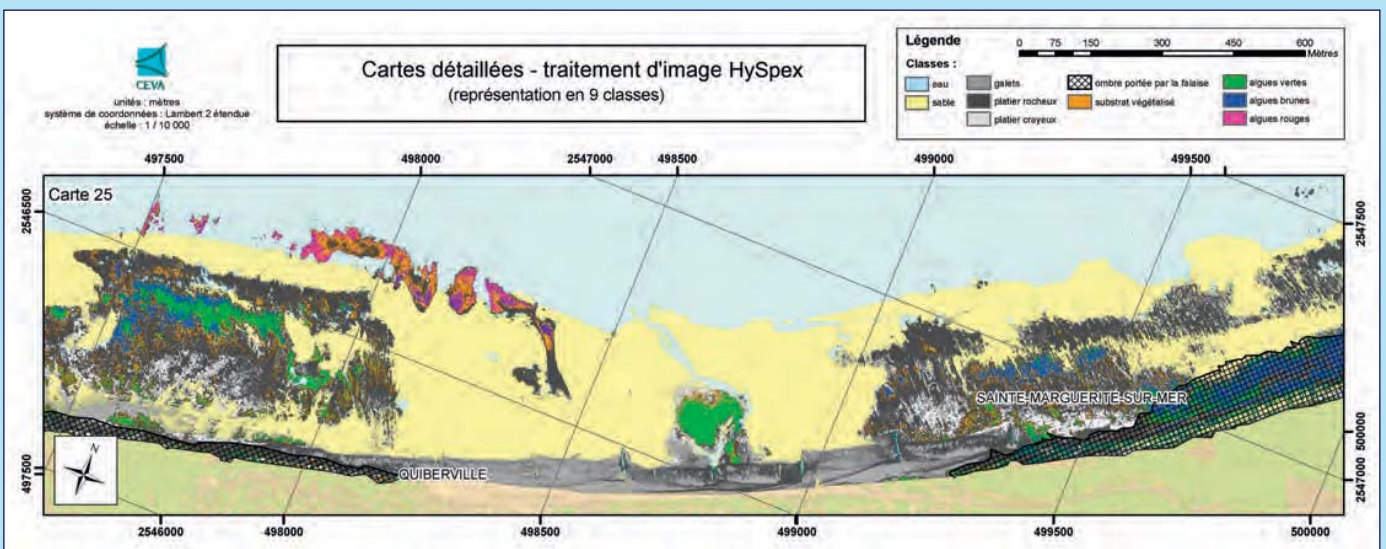 CEVA
unités : mètres
système de coordonnées : Lambert 2 étendue
échelle : 1 / 10 000
Cartes détaillées - traitement d'image HySpex
(représentation en 9 classes)
Légende
0 75 150 300 450 600
Mètres
Classes :
eau
sable
galets
platier rocheux
platier crayeux
ombre portée par la falaise
substrat végétalisé
algues vertes
algues brunes
algues rouges
497500 498000 2547000 498500 499000 499500
Carte 25
2546500
2547500
SAINTE-MARGUERITE-SUR-MER
N
QUIBERVILLE
497500
500000
2547000
2546000 498000 498500 499000 499500 500000